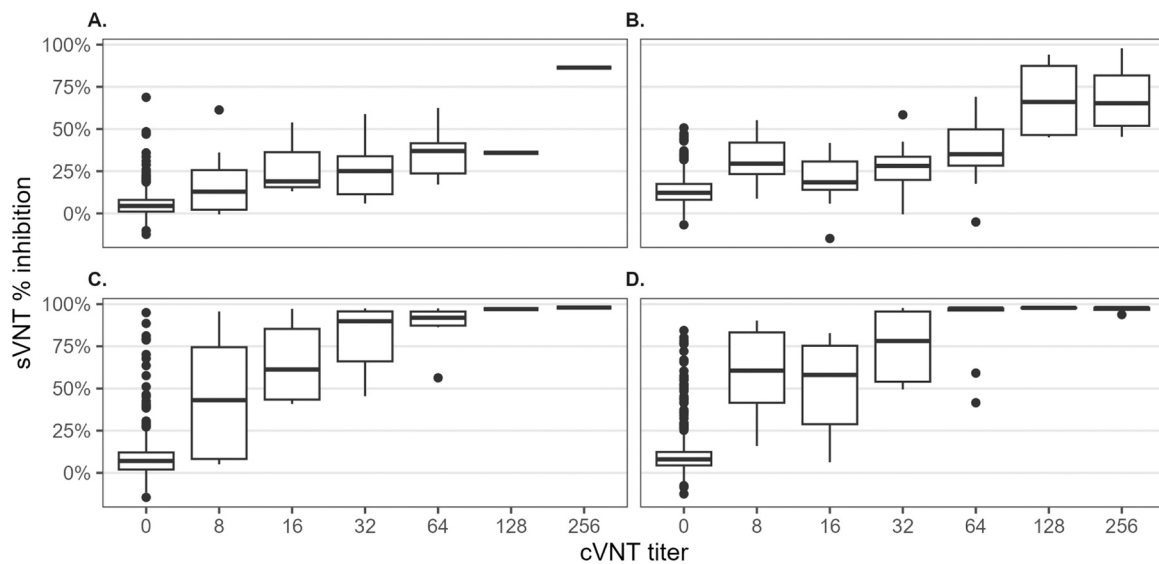 A. B.
100%
75%
50%
25%
0%
C. D.
100%
75%
50%
25%
0%
sVNT % inhibition
0 8 16 32 64 128 256 0 8 16 32 64 128 256
cVNT titer